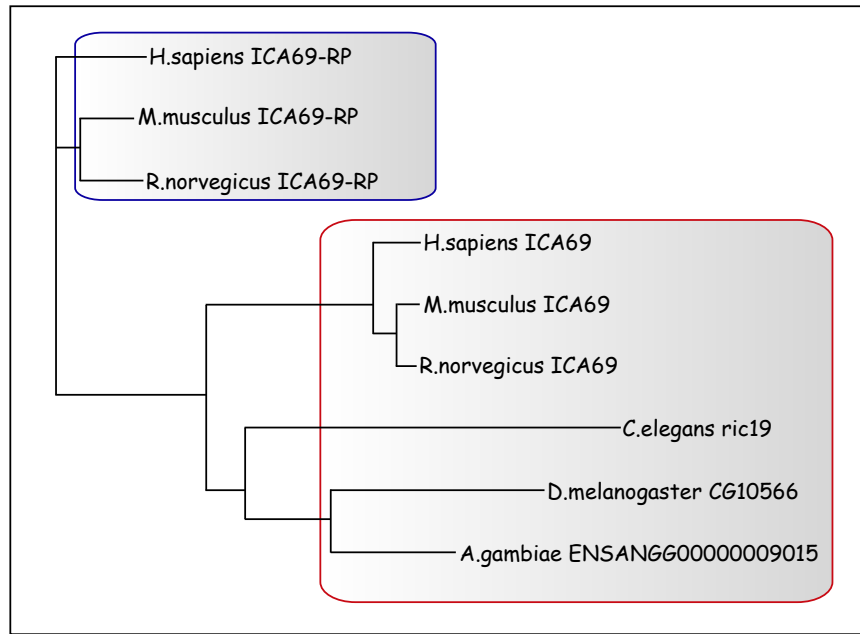 H.sapiens ICA69-RP
M.musculus ICA69-RP
R.norvegicus ICA69-RP
H.sapiens ICA69
M.musculus ICA69
R.norvegicus ICA69
C.elegans ric19
D.melanogaster CG10566
A.gambiae ENSANGG00000009015